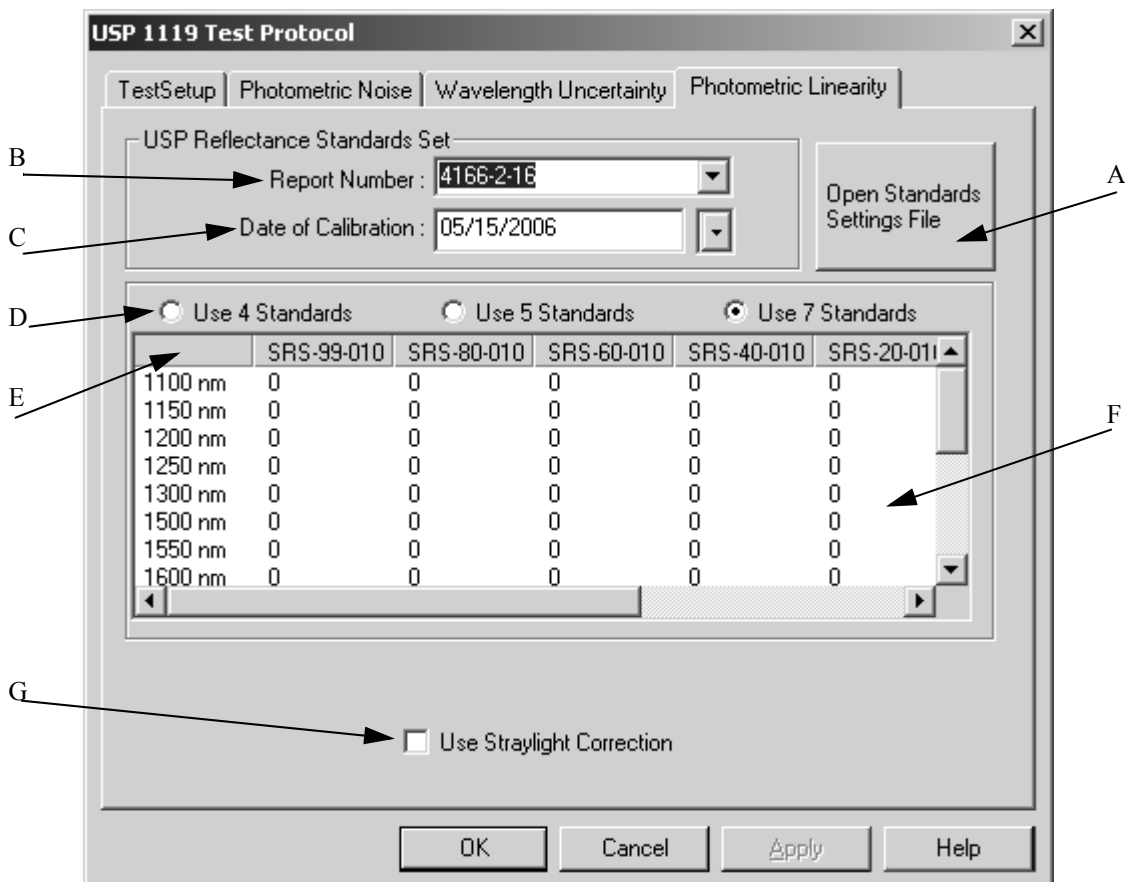 USP 1119 Test Protocol
TestSetup Photometric Noise Wavelength Uncertainty Photometric Linearity
USP Reflectance Standards Set
B
Report Number : 4166-2-16
A
Open Standards
Settings File
C
Date of Calibration : 05/15/2006
D
Use 4 Standards Use 5 Standards Use 7 Standards
E
SRS-99-010 SRS-80-010 SRS-60-010 SRS-40-010 SRS-20-01
1100 nm 0 0 0 0 0
1150 nm 0 0 0 0 0
F
1200 nm 0 0 0 0 0
1250 nm 0 0 0 0 0
1300 nm 0 0 0 0 0
1500 nm 0 0 0 0 0
1550 nm 0 0 0 0 0
1600 nm 0 0 0 0 0
G
Use Straylight Correction
OK Cancel Apply Help